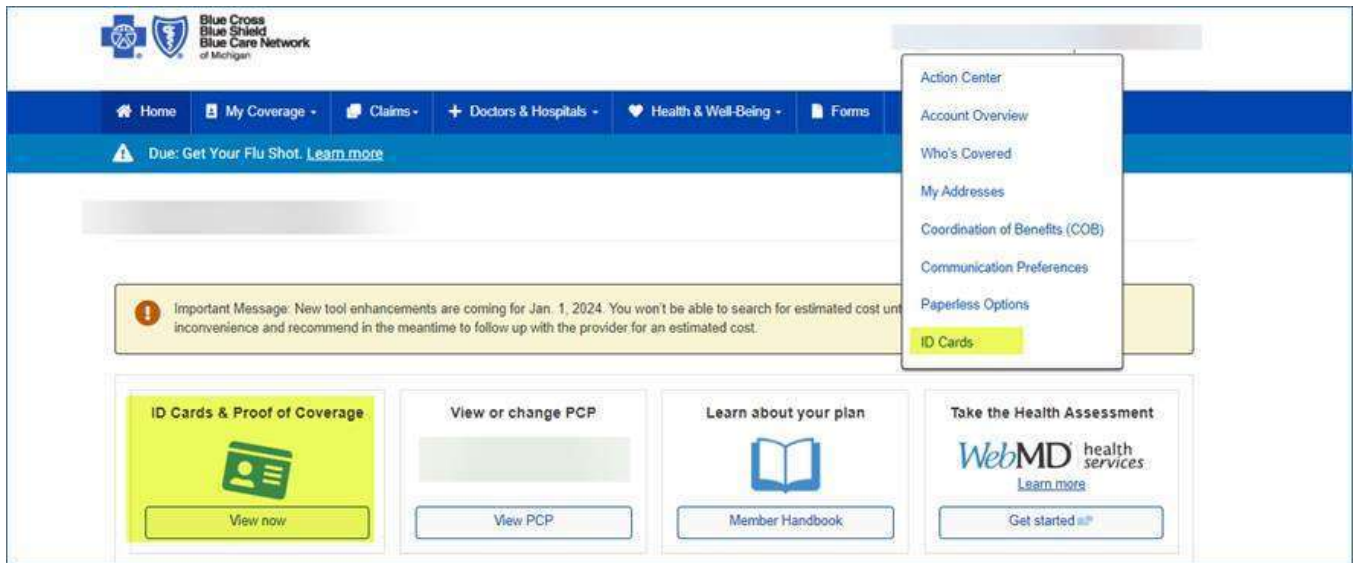 Blue Cross
Blue Shield
Blue Care Network
of Michigan
Action Center
Account Overview
Who's Covered
My Addresses
Coordination of Benefits (COB)
Communication Preferences
Paperless Options
ID Cards
Home My Coverage Claims Doctors & Hospitals Health & Well-Being Forms
Due: Get Your Flu Shot. Learn more
Important Message: New tool enhancements are coming for Jan. 1, 2024. You won't be able to search for estimated cost
inconvenience and recommend in the meantime to follow up with the provider for an estimated cost.
ID Cards & Proof of Coverage
View now
View or change PCP
View PCP
Learn about your plan
Member Handbook
Take the Health Assessment
WebMD health
services
Learn more
Get started